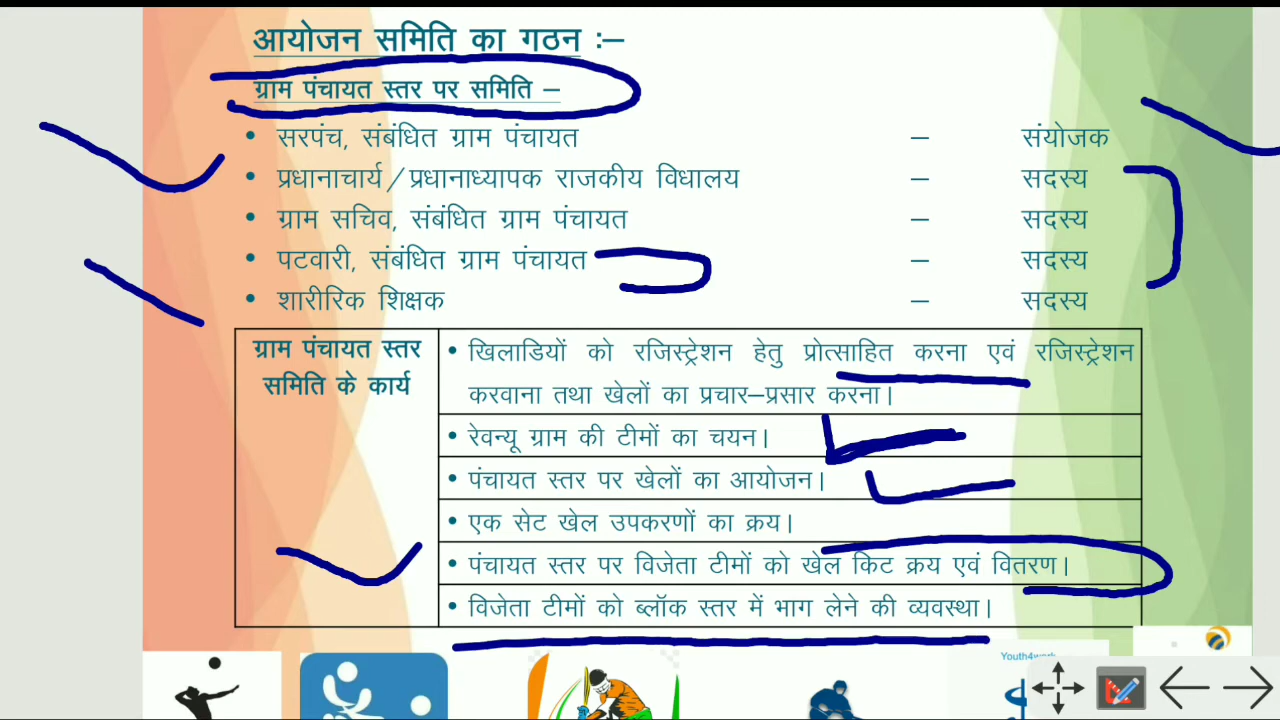 आयोजन समिति का गठन :–
ग्राम पंचायत स्तर पर समिति –
• सरपंच, संबंधित ग्राम पंचायत – संयोजक
• प्रधानाचार्य/प्रधानाध्यापक राजकीय विधालय – सदस्य
• ग्राम सचिव, संबंधित ग्राम पंचायत – सदस्य
• पटवारी, संबंधित ग्राम पंचायत – सदस्य
• शारीरिक शिक्षक – सदस्य
ग्राम पंचायत स्तर
समिति के कार्य
• खिलाडियों को रजिस्ट्रेशन हेतु प्रोत्साहित करना एवं रजिस्ट्रेशन
करवाना तथा खेलों का प्रचार–प्रसार करना।
• रेवन्यू ग्राम की टीमों का चयन।
• पंचायत स्तर पर खेलों का आयोजन।
• एक सेट खेल उपकरणों का क्रय।
• पंचायत स्तर पर विजेता टीमों को खेल किट क्रय एवं वितरण।
• विजेता टीमों को ब्लॉक स्तर में भाग लेने की व्यवस्था।
Youth4work